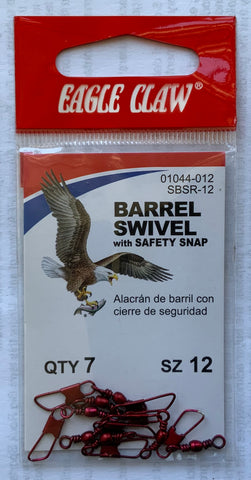 EAGLE CLAW®
01044-012
SBSR-12
BARREL
SWIVEL
with SAFETY SNAP
Alacrán de barril con
cierre de seguridad
QTY 7 SZ 12